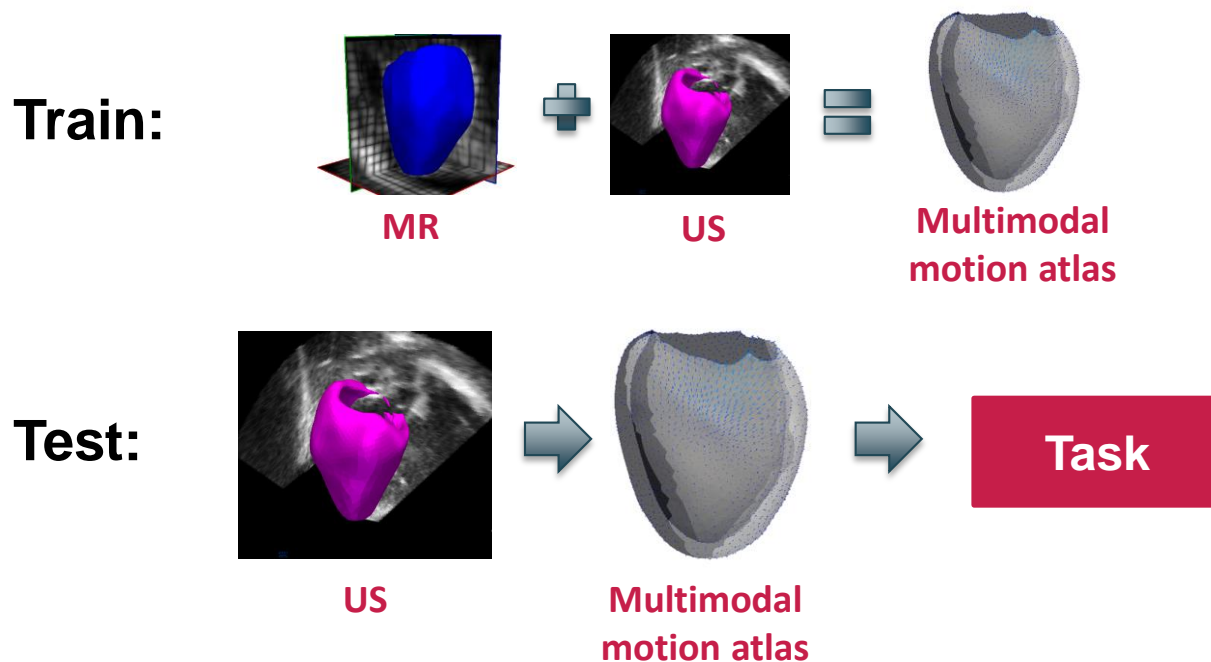 Train:
MR
US
Multimodal
motion atlas
Test:
Task
US
Multimodal
motion atlas